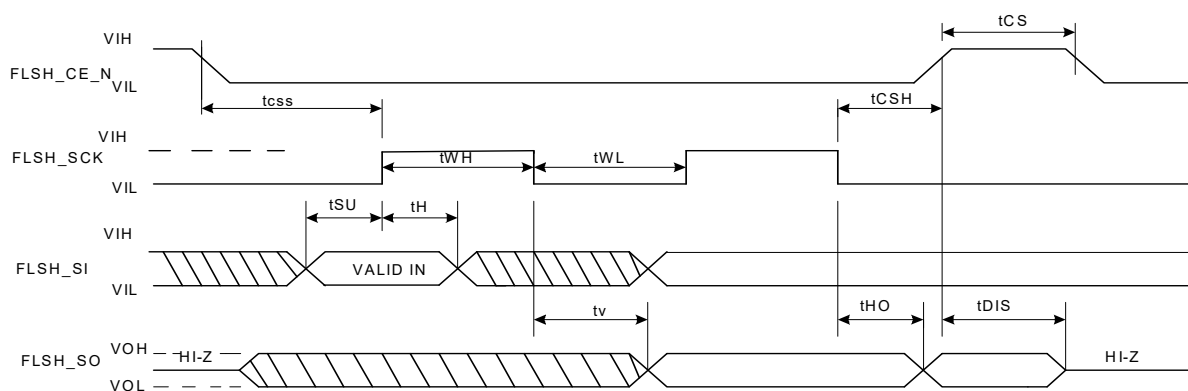 tCS
VIH
FLSH_CE_N
VIL
tcss
tCSH
VIH
FLSH_SCK
tWH
tWL
VIL
tSU
tH
VIH
FLSH_SI
VALID IN
VIL
tv
tHO
tDIS
VOH
HI-Z
HI-Z
FLSH_SO
VOL